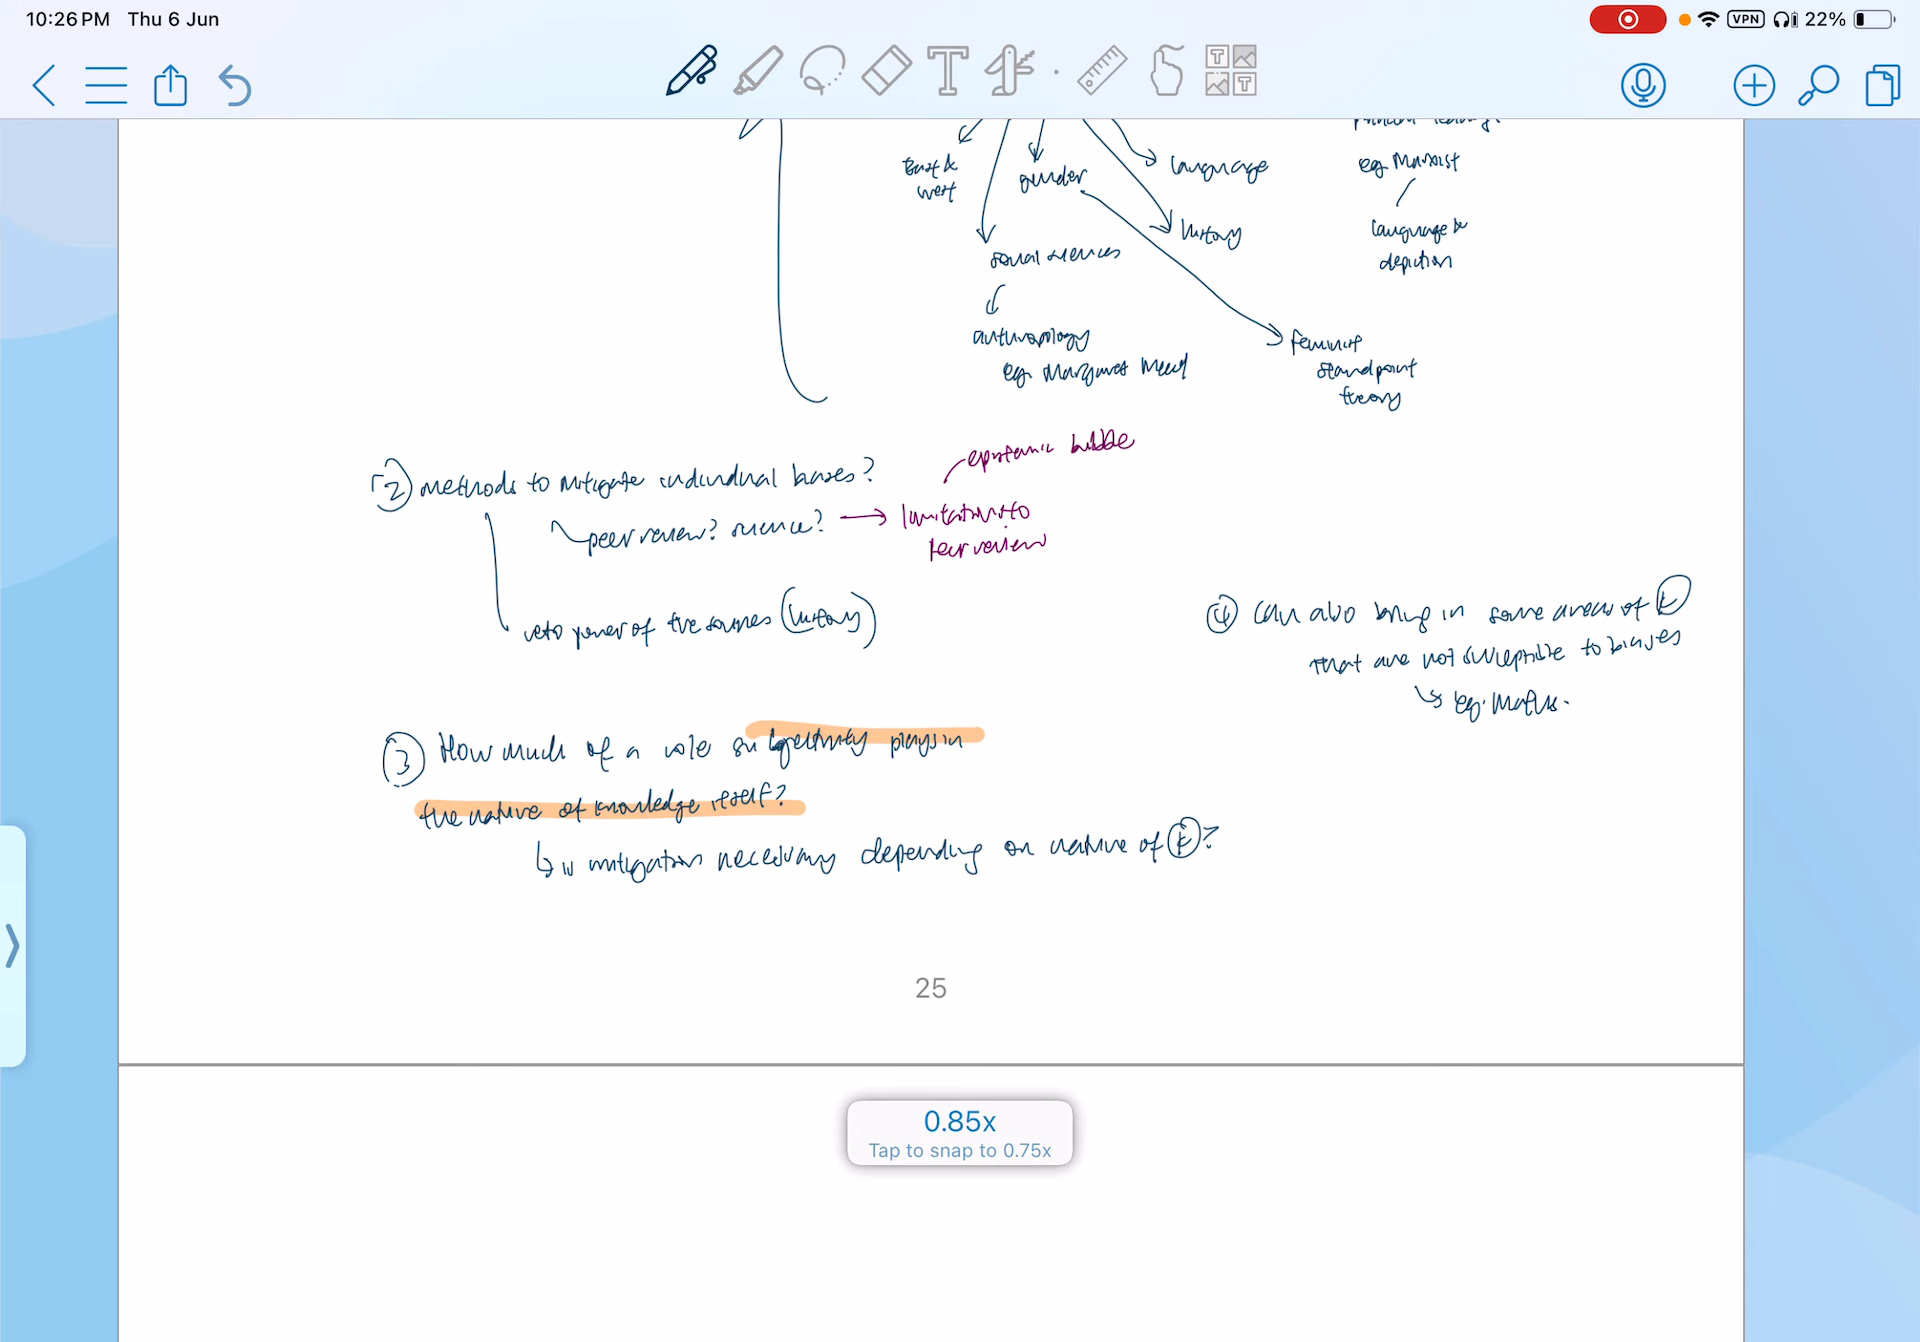 10:26 PM Thu 6 Jun
VPN 22%
East &
west
gender
language
eg. Marxist
history
language &
depiction
social sciences
anthropology
eg. Margaret Mead
feminist
standpoint
theory
② methods to mitigate individual biases?
epistemic bubble
peer review? science?
limitations to
peer review
veto power of the sources (history)
④ can also bring in some areas of Ⓚ
that are not susceptible to biases
eg. Maths.
③ How much of a role subjectivity plays in
the nature of knowledge itself?
is mitigation necessary depending on nature of Ⓚ?
25
0.85x
Tap to snap to 0.75x